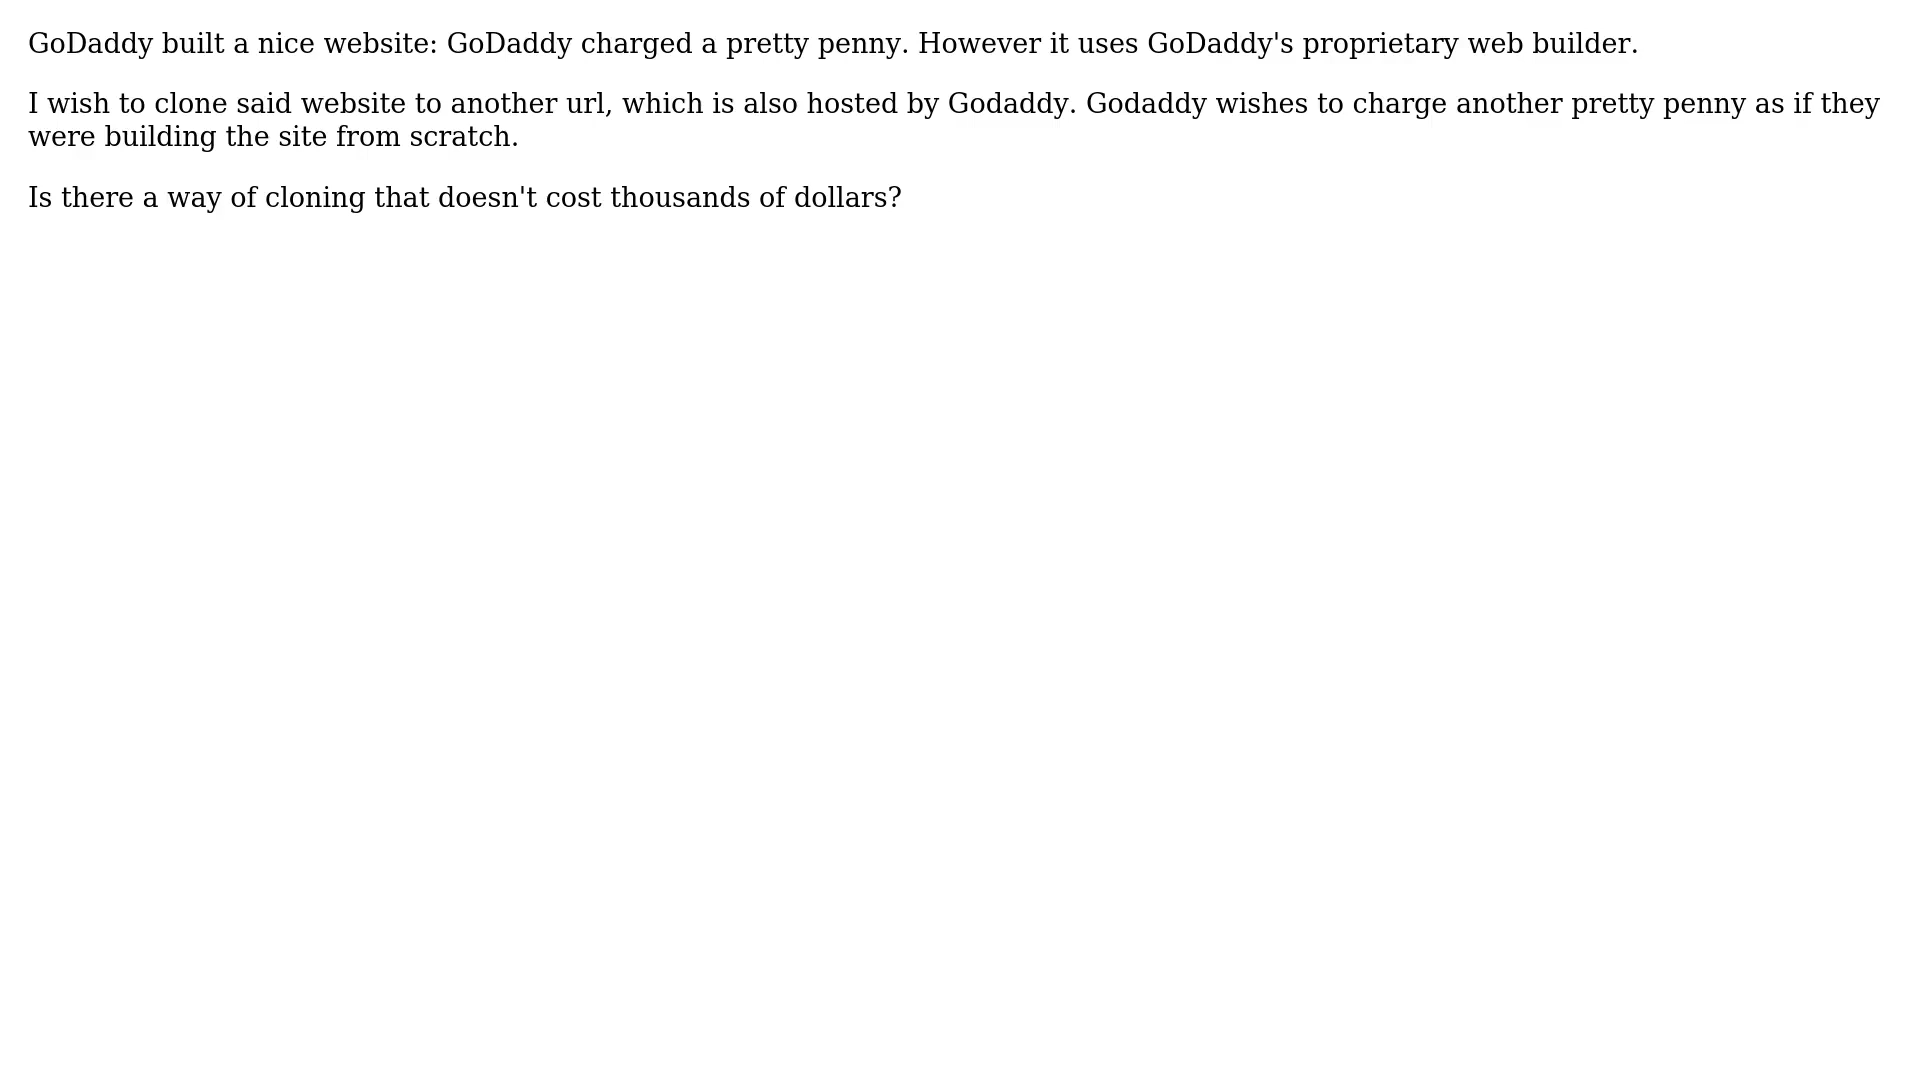 GoDaddy built a nice website: GoDaddy charged a pretty penny. However it uses GoDaddy's proprietary web builder.
I wish to clone said website to another url, which is also hosted by Godaddy. Godaddy wishes to charge another pretty penny as if they
were building the site from scratch.
Is there a way of cloning that doesn't cost thousands of dollars?